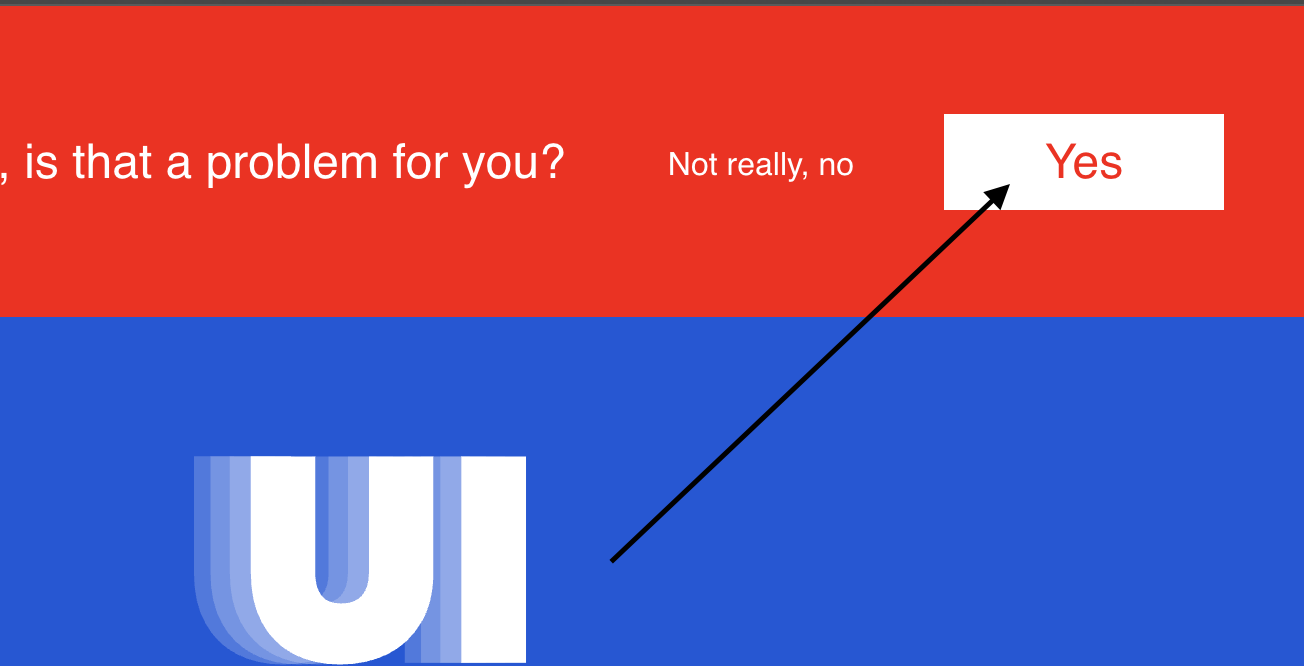 , is that a problem for you? Not really, no Yes
UI